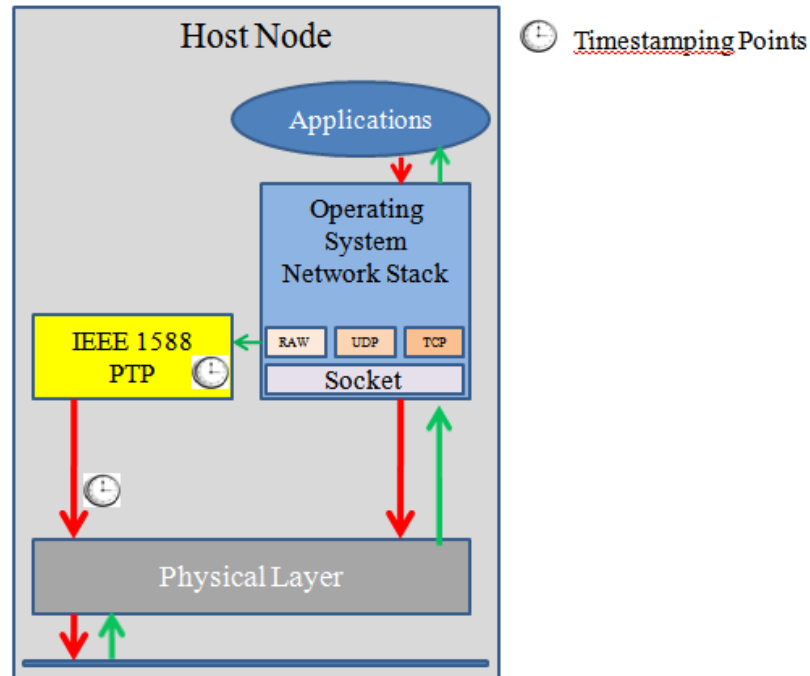 Host Node
Timestamping Points
Applications
Operating
System
Network Stack
IEEE 1588
PTP
RAW
UDP
TCP
Socket
Physical Layer